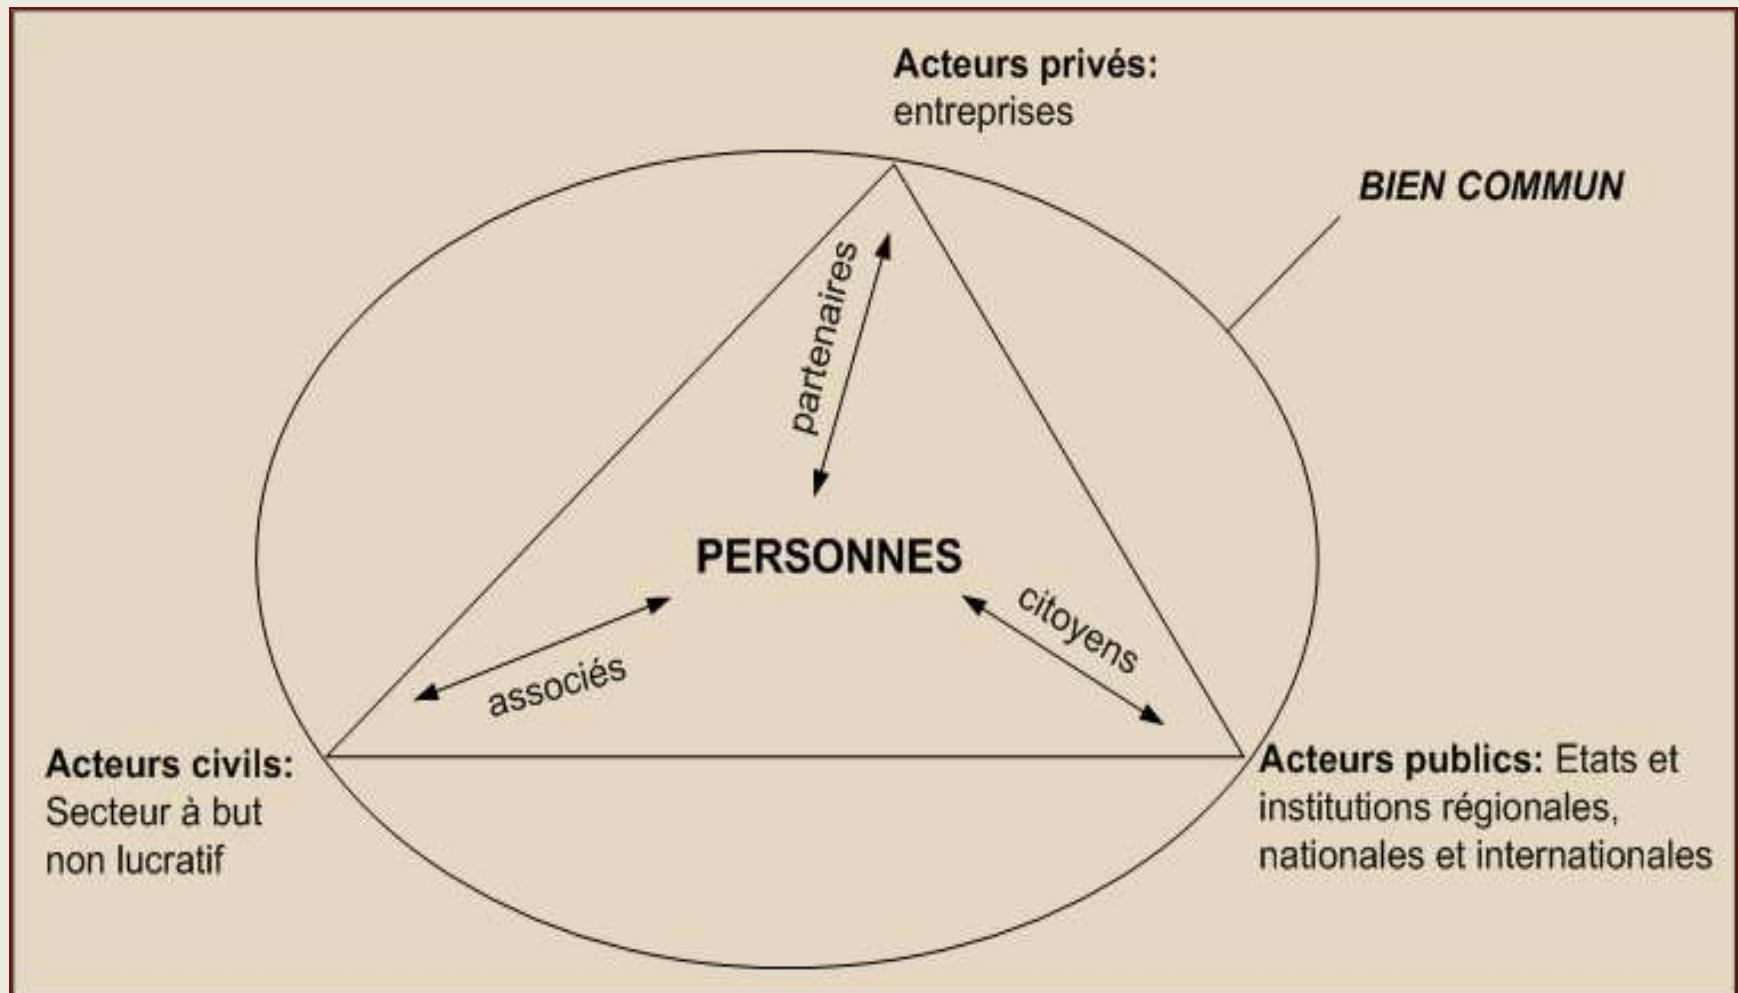 Acteurs privés:
entreprises
BIEN COMMUN
partenaires
PERSONNES
citoyens
associés
Acteurs civils:
Secteur à but
non lucratif
Acteurs publics: Etats et
institutions régionales,
nationales et internationales